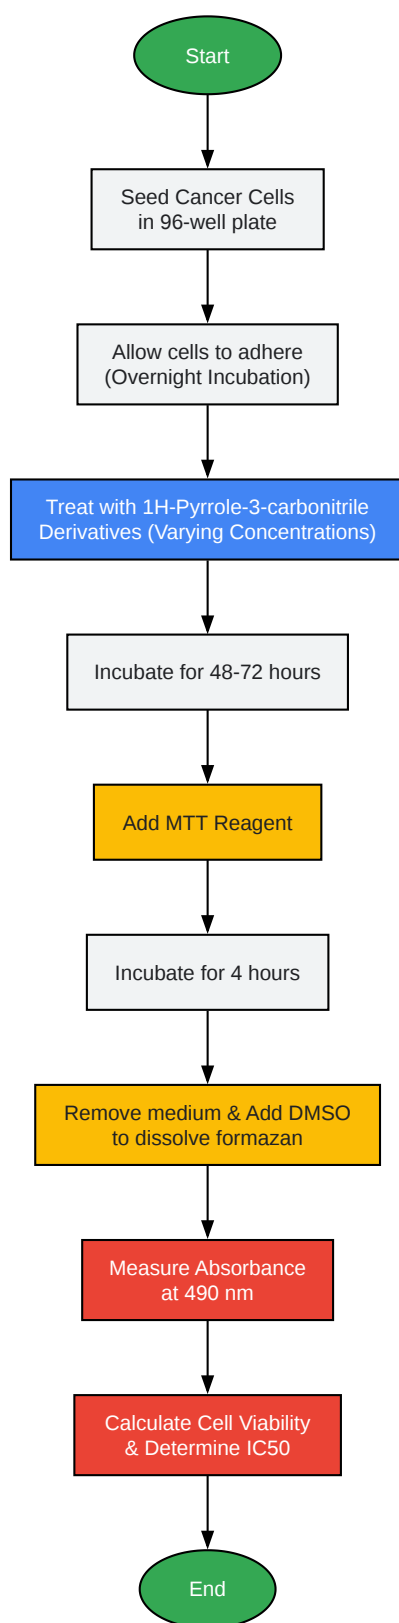 Start
Seed Cancer Cells
in 96-well plate
Allow cells to adhere
(Overnight Incubation)
Treat with 1H-Pyrrole-3-carbonitrile
Derivatives (Varying Concentrations)
Incubate for 48-72 hours
Add MTT Reagent
Incubate for 4 hours
Remove medium & Add DMSO
to dissolve formazan
Measure Absorbance
at 490 nm
Calculate Cell Viability
& Determine IC50
End